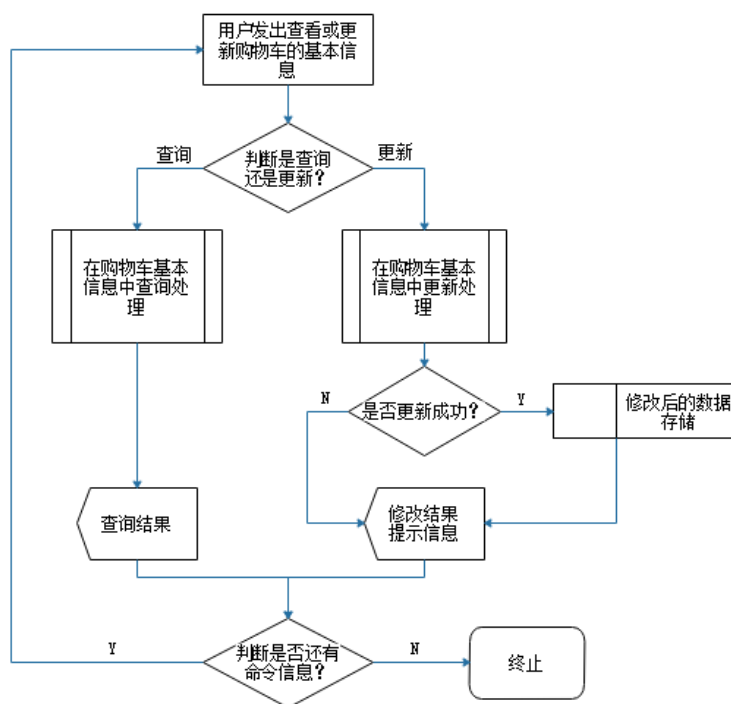 用户发出查看或更
新购物车的基本信
息
查询
判断是查询
还是更新?
更新
在购物车基本
信息中查询处
理
在购物车基本
信息中更新处
理
N
是否更新成功?
Y
修改后的数据
存储
查询结果
修改结果
提示信息
Y
判断是否还有
命令信息?
N
终止